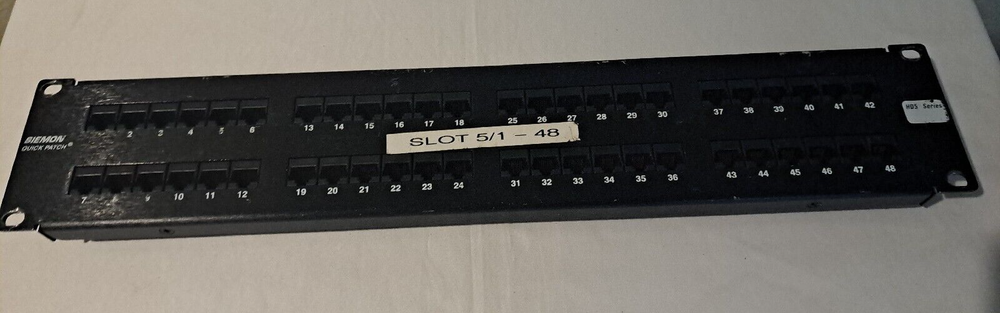 2 3 4 5 6 13 14 15 16 17 18 25 26 27 28 29 30 37 38 39 40 41 42
HD5 Series
SIEMON
QUICK PATCH®
SLOT 5/1 – 48
7 9 10 11 12 19 20 21 22 23 24 31 32 33 34 35 36 43 44 45 46 47 48